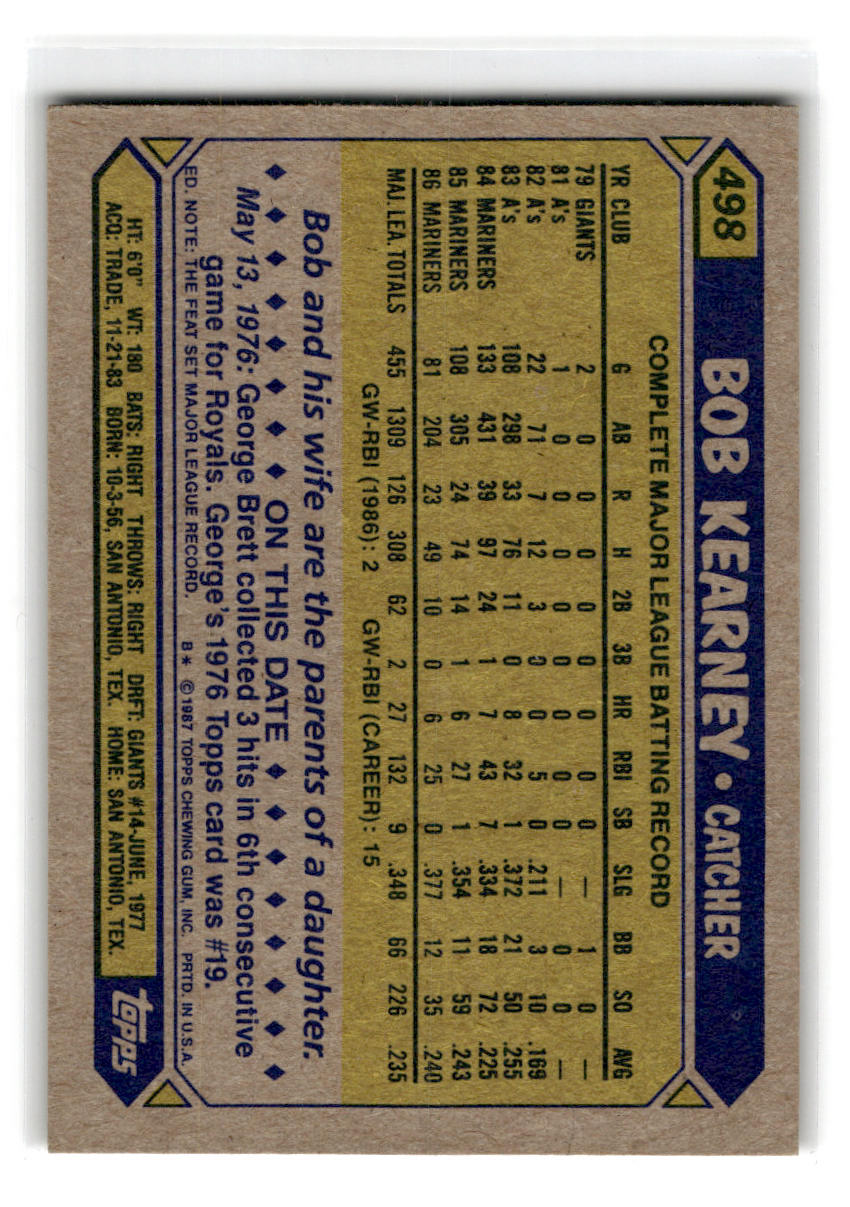 498 BOB KEARNEY • CATCHER
COMPLETE MAJOR LEAGUE BATTING RECORD
YR CLUB G AB R H 2B 3B HR RBI SB SLG BB SO AVG
79 GIANTS 2 0 0 0 0 0 0 0 0 — 1 0 —
81 A's 1 0 0 0 0 0 0 0 0 — 0 0 —
82 A's 22 71 7 12 3 0 0 5 0 .211 3 10 .169
83 A's 108 298 33 76 11 0 8 32 1 .372 21 50 .255
84 MARINERS 133 431 39 97 24 1 7 43 7 .334 18 72 .225
85 MARINERS 108 305 24 74 14 1 6 27 1 .354 11 59 .243
86 MARINERS 81 204 23 49 10 0 6 25 0 .377 12 35 .240
MAJ. LEA. TOTALS 455 1309 126 308 62 2 27 132 9 .348 66 226 .235
GW-RBI (1986): 2 GW-RBI (CAREER): 15
Bob and his wife are the parents of a daughter.
◆ ◆ ◆ ◆ ◆ ◆ ◆ ◆ ◆ ON THIS DATE ◆ ◆ ◆ ◆ ◆ ◆ ◆ ◆ ◆
May 13, 1976: George Brett collected 3 hits in 6th consecutive
game for Royals. George's 1976 Topps card was #19.
ED. NOTE: THE FEAT SET MAJOR LEAGUE RECORD. B* © 1987 TOPPS CHEWING GUM, INC. PRTD. IN U.S.A.
HT: 6'0" WT: 180 BATS: RIGHT THROWS: RIGHT DRFT: GIANTS #14-JUNE, 1977
ACQ: TRADE, 11-21-83 BORN: 10-3-56, SAN ANTONIO, TEX. HOME: SAN ANTONIO, TEX.
topps